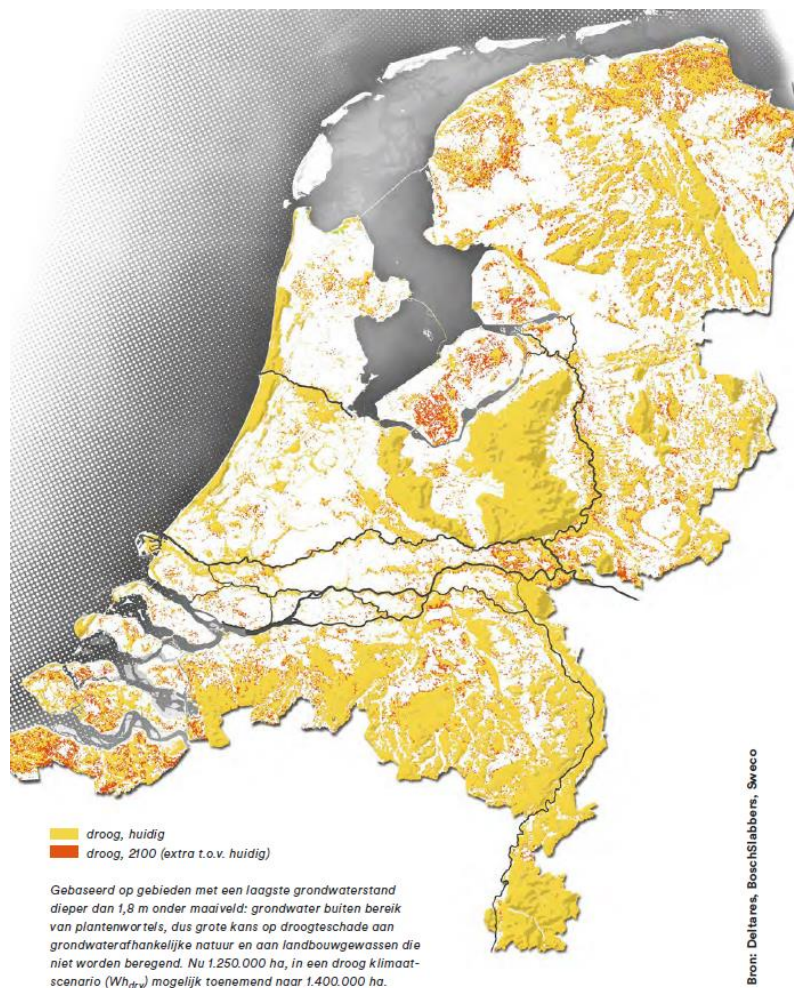 droog, huidig
droog, 2100 (extra t.o.v. huidig)
Gebaseerd op gebieden met een laagste grondwaterstand
dieper dan 1,8 m onder maaiveld: grondwater buiten bereik
van plantenwortels, dus grote kans op droogteschade aan
grondwaterafhankelijke natuur en aan landbouwgewassen die
niet worden beregend. Nu 1.250.000 ha, in een droog klimaat-
scenario (Wh_dry) mogelijk toenemend naar 1.400.000 ha.
Bron: Deltares, BoschSlabbers, Sweco